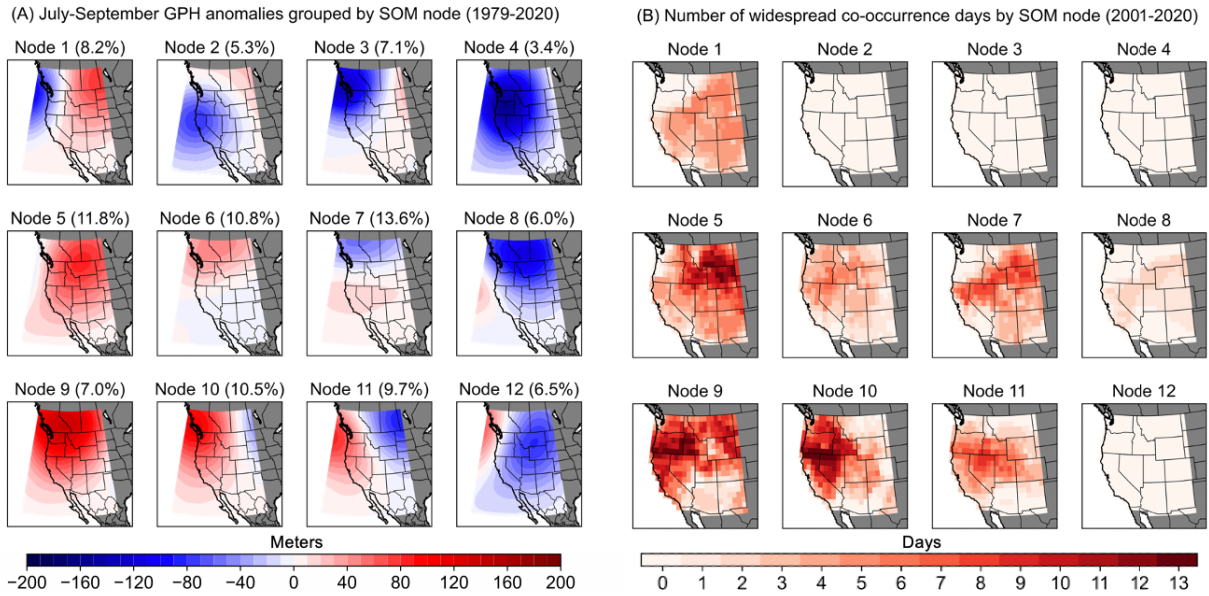 (A) July-September GPH anomalies grouped by SOM node (1979-2020)
Node 1 (8.2%) Node 2 (5.3%) Node 3 (7.1%) Node 4 (3.4%)
Node 5 (11.8%) Node 6 (10.8%) Node 7 (13.6%) Node 8 (6.0%)
Node 9 (7.0%) Node 10 (10.5%) Node 11 (9.7%) Node 12 (6.5%)
Meters
−200 −160 −120 −80 −40 0 40 80 120 160 200
(B) Number of widespread co-occurrence days by SOM node (2001-2020)
Node 1 Node 2 Node 3 Node 4
Node 5 Node 6 Node 7 Node 8
Node 9 Node 10 Node 11 Node 12
Days
0 1 2 3 4 5 6 7 8 9 10 11 12 13